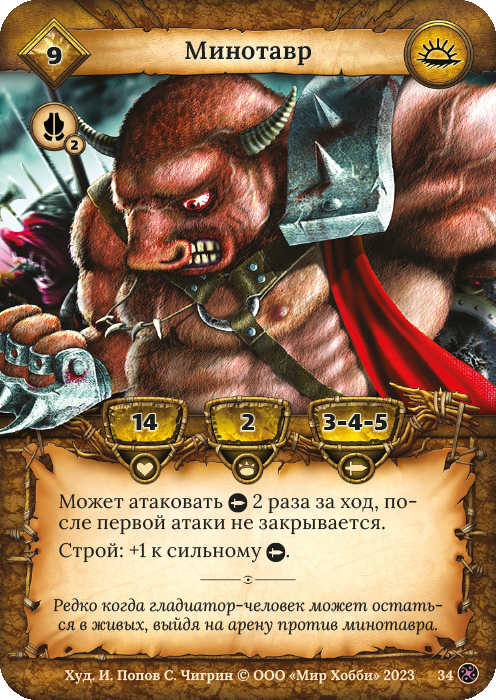 9
Минотавр
2
14
2
3-4-5
Может атаковать 2 раза за ход, по-
сле первой атаки не закрывается.
Строй: +1 к сильному .
Редко когда гладиатор-человек может остать-
ся в живых, выйдя на арену против минотавра.
Худ. И. Попов С. Чигрин © ООО «Мир Хобби» 2023 34